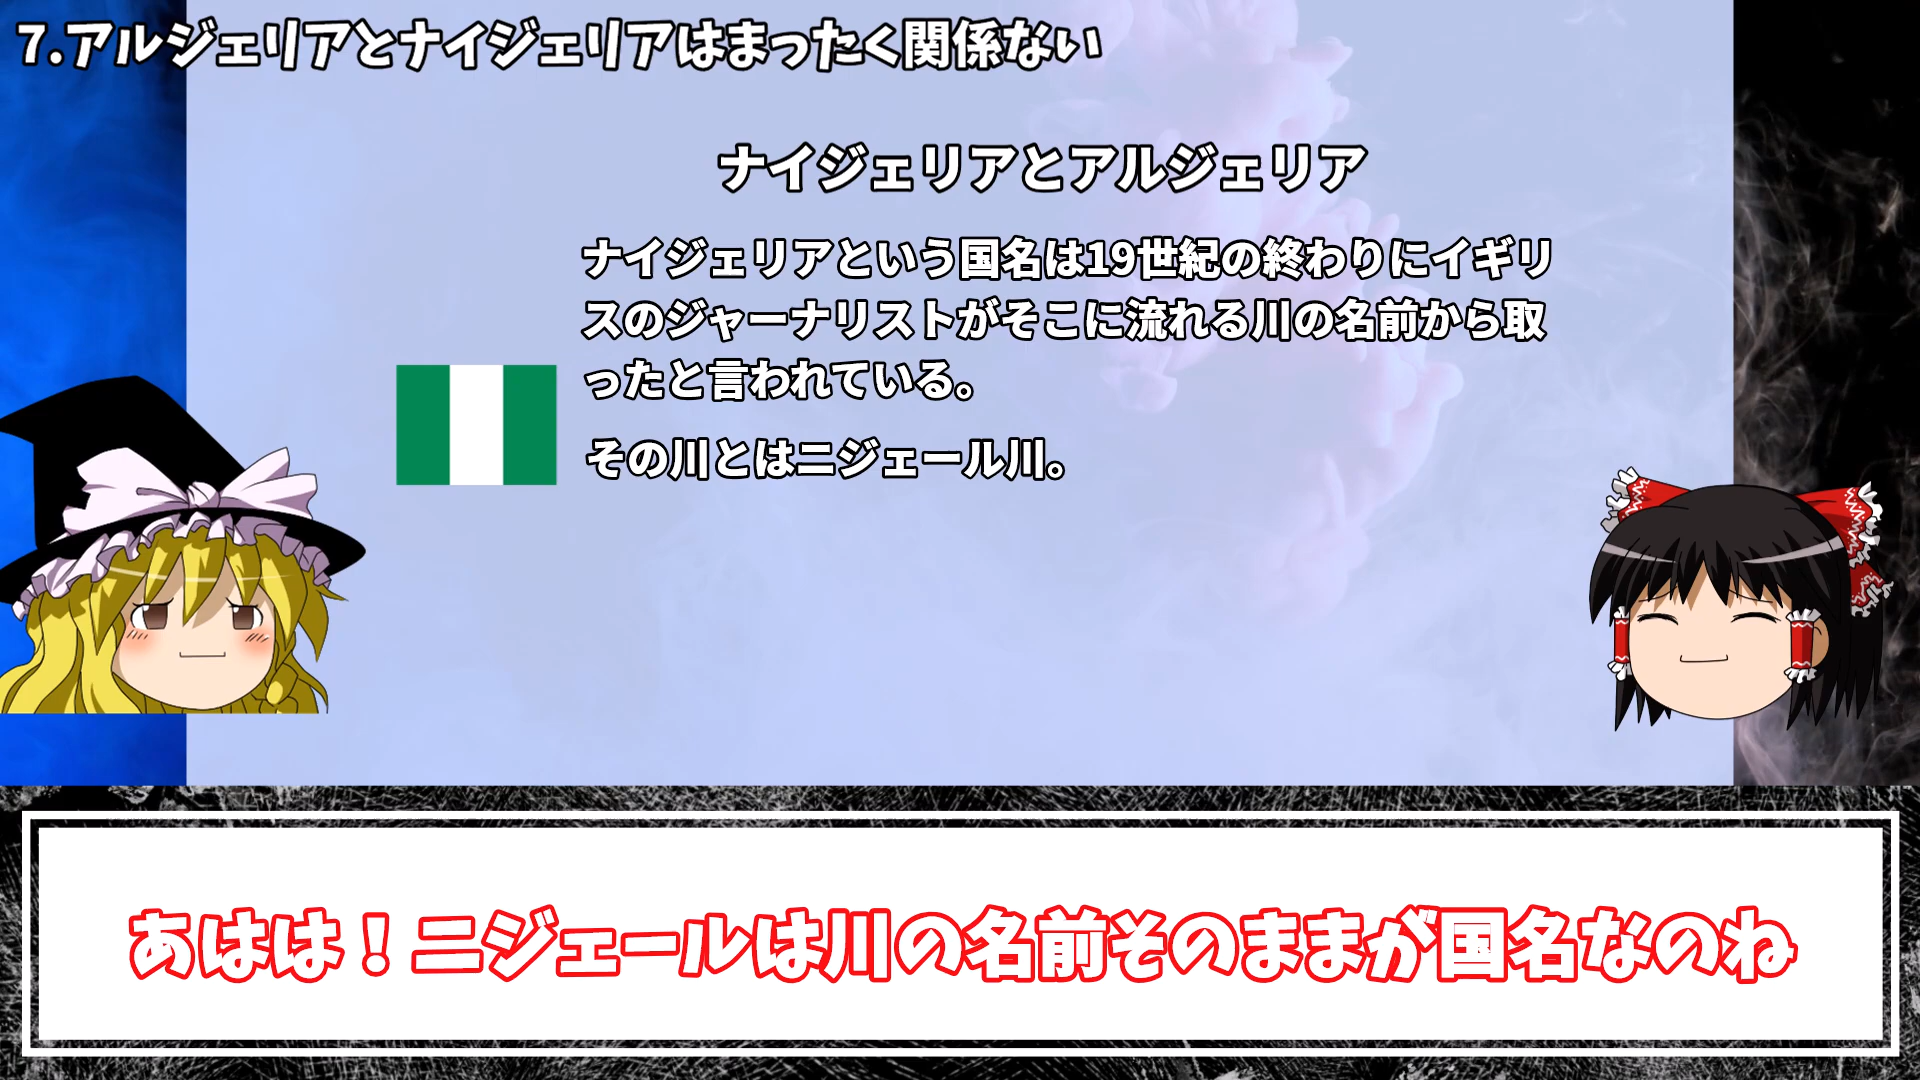 7.アルジェリアとナイジェリアはまったく関係ない
ナイジェリアとアルジェリア
ナイジェリアという国名は19世紀の終わりにイギリ
スのジャーナリストがそこに流れる川の名前から取
ったと言われている。
その川とはニジェール川。
あはは！ニジェールは川の名前そのままが国名なのね